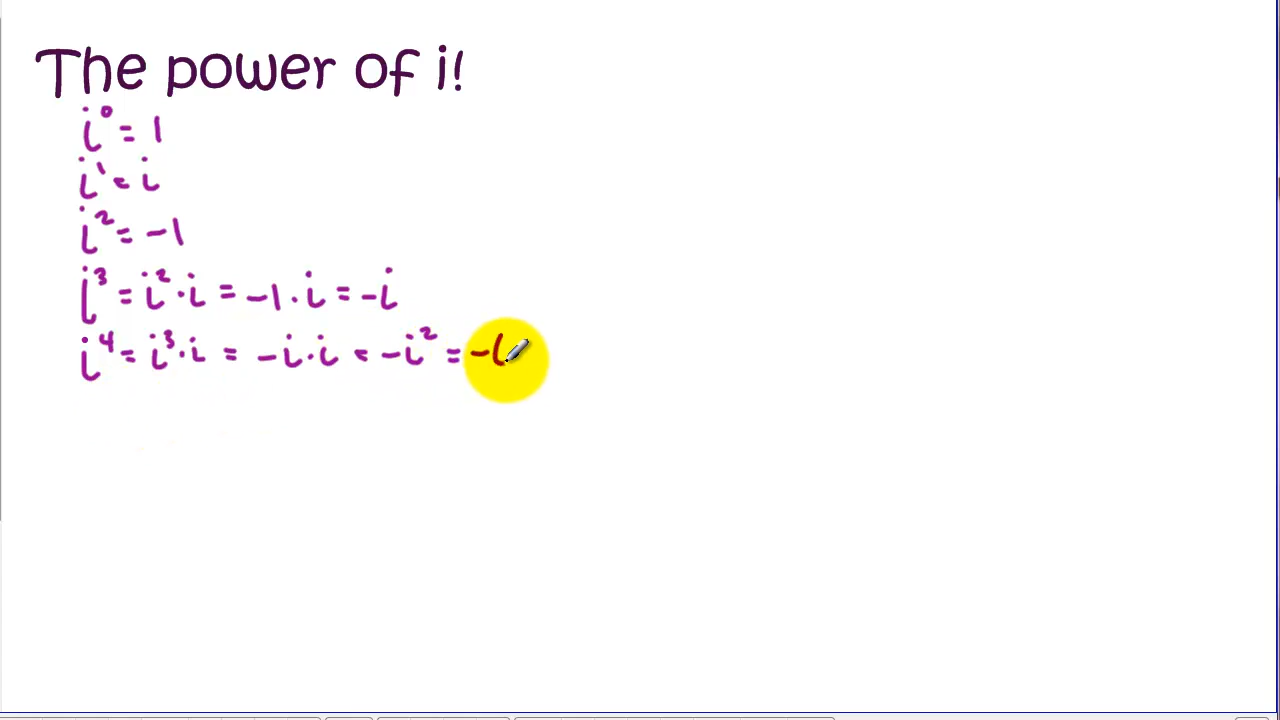 The power of i!
i⁰ = 1
i¹ = i
i² = -1
i³ = i² · i = -1 · i = -i
i⁴ = i³ · i = -i · i = -i² = -(